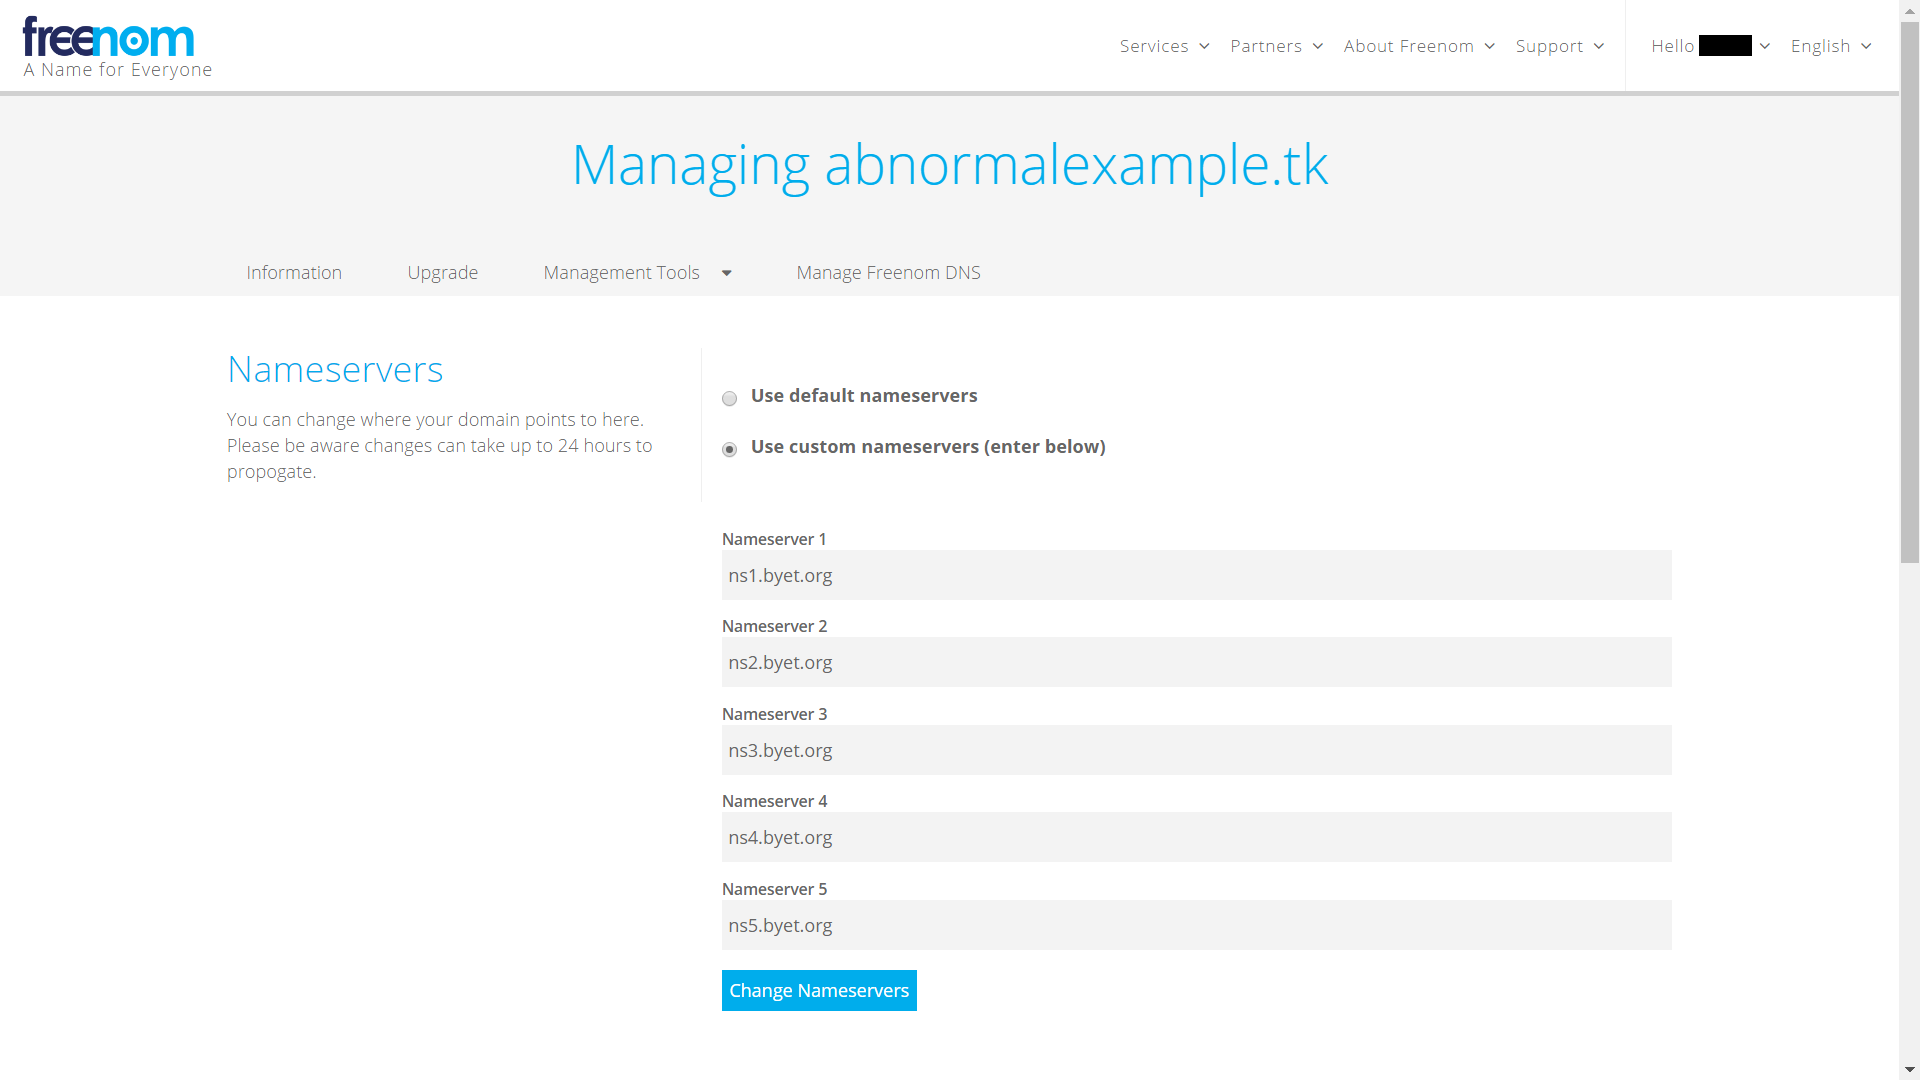 freenom
A Name for Everyone
Services Partners About Freenom Support Hello English
Managing abnormalexample.tk
Information Upgrade Management Tools Manage Freenom DNS
Nameservers
You can change where your domain points to here.
Please be aware changes can take up to 24 hours to
propogate.
Use default nameservers
Use custom nameservers (enter below)
Nameserver 1
ns1.byet.org
Nameserver 2
ns2.byet.org
Nameserver 3
ns3.byet.org
Nameserver 4
ns4.byet.org
Nameserver 5
ns5.byet.org
Change Nameservers